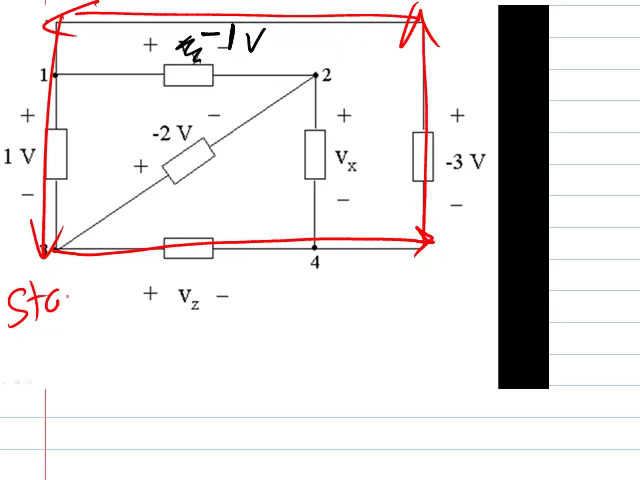 + -1 V
1 2
+ - + +
-2 V
1 V + vx -3 V
- - -
3 4
Sta
+ vz -